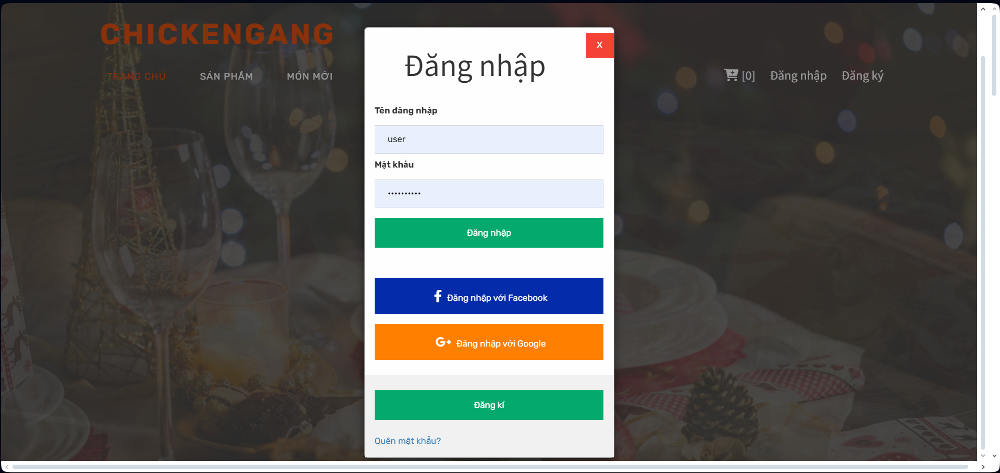 CHICKENGANG
TRANG CHỦ SẢN PHẨM MÓN MỚI [0] Đăng nhập Đăng ký
X
Đăng nhập
Tên đăng nhập
user
Mật khẩu
••••••••••
Đăng nhập
Đăng nhập với Facebook
G+ Đăng nhập với Google
Đăng kí
Quên mật khẩu?